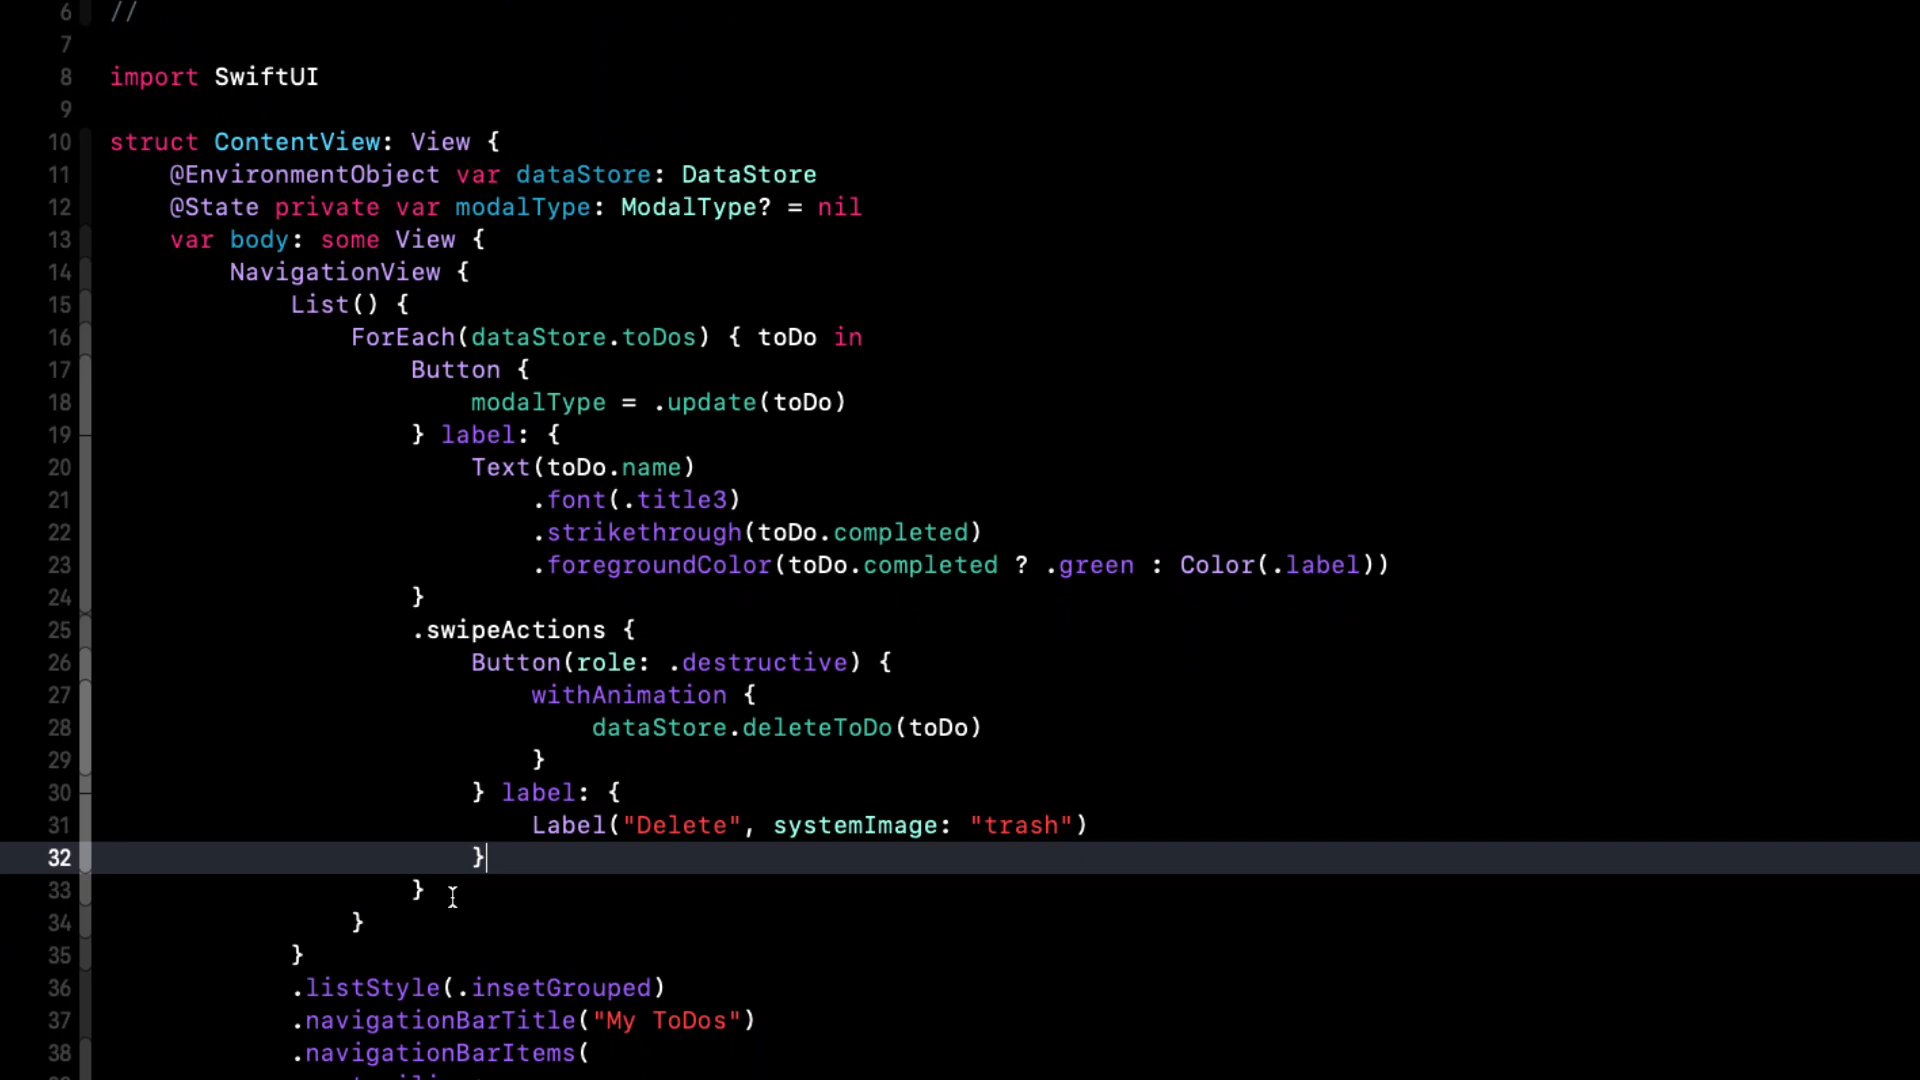 6 //
7
8 import SwiftUI
9
10 struct ContentView: View {
11 @EnvironmentObject var dataStore: DataStore
12 @State private var modalType: ModalType? = nil
13 var body: some View {
14 NavigationView {
15 List() {
16 ForEach(dataStore.toDos) { toDo in
17 Button {
18 modalType = .update(toDo)
19 } label: {
20 Text(toDo.name)
21 .font(.title3)
22 .strikethrough(toDo.completed)
23 .foregroundColor(toDo.completed ? .green : Color(.label))
24 }
25 .swipeActions {
26 Button(role: .destructive) {
27 withAnimation {
28 dataStore.deleteToDo(toDo)
29 }
30 } label: {
31 Label("Delete", systemImage: "trash")
32 }
33 }
34 }
35 }
36 .listStyle(.insetGrouped)
37 .navigationBarTitle("My ToDos")
38 .navigationBarItems(